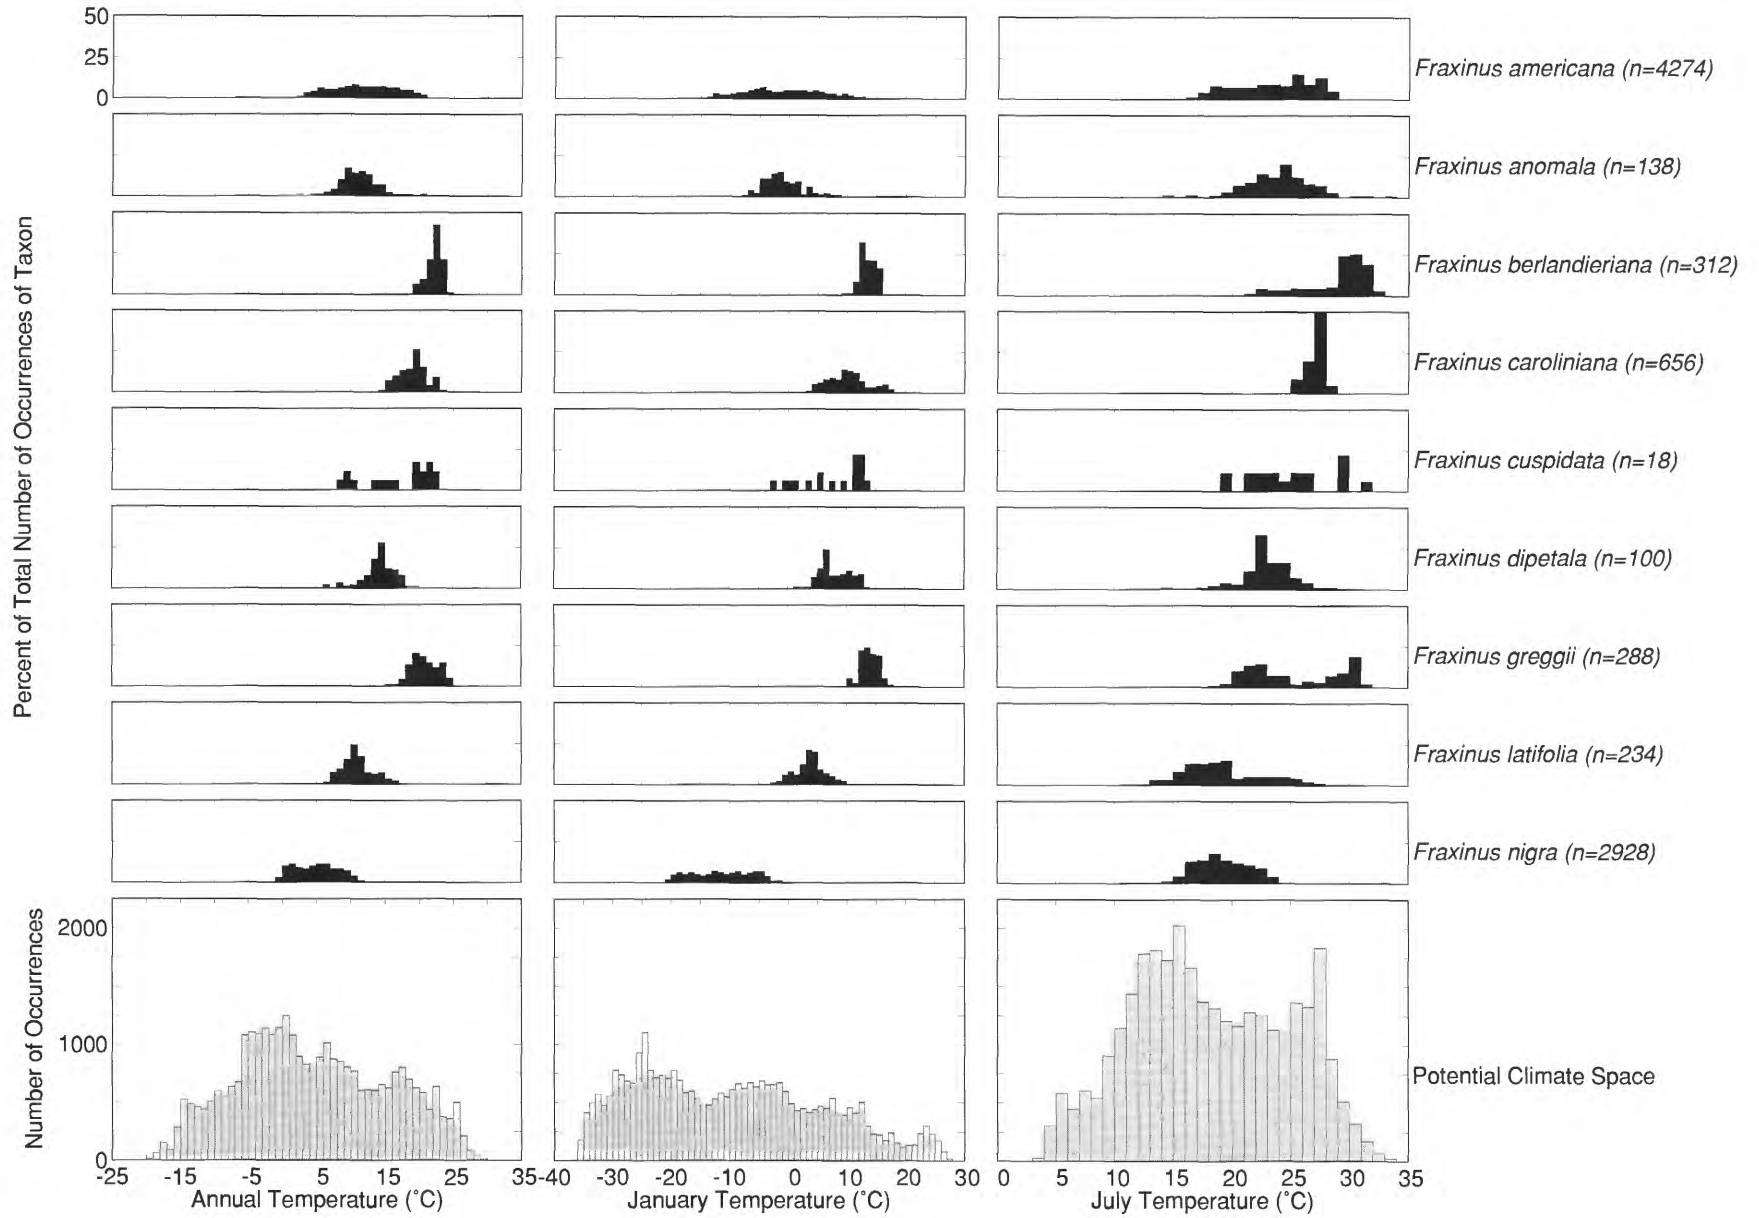 50
25
0
Fraxinus americana (n=4274)
Fraxinus anomala (n=138)
Fraxinus berlandieriana (n=312)
Fraxinus caroliniana (n=656)
Fraxinus cuspidata (n=18)
Fraxinus dipetala (n=100)
Fraxinus greggii (n=288)
Fraxinus latifolia (n=234)
Fraxinus nigra (n=2928)
Percent of Total Number of Occurrences of Taxon
Number of Occurrences
2000
1000
0
Potential Climate Space
-25 -15 -5 5 15 25 35
-40 -30 -20 -10 0 10 20 30
0 5 10 15 20 25 30 35
Annual Temperature (°C)
January Temperature (°C)
July Temperature (°C)